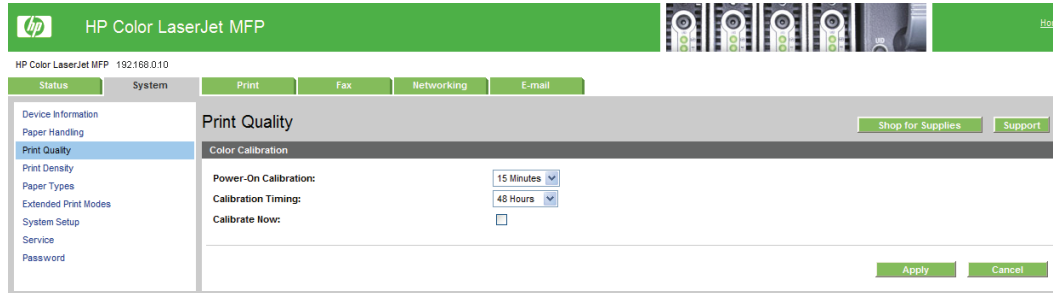 hp HP Color LaserJet MFP
HP Color LaserJet MFP 192.168.0.10
Status System Print Fax Networking E-mail
Device Information
Paper Handling
Print Quality
Print Density
Paper Types
Extended Print Modes
System Setup
Service
Password
Print Quality
Shop for Supplies Support
Color Calibration
Power-On Calibration: 15 Minutes
Calibration Timing: 48 Hours
Calibrate Now:
Apply Cancel